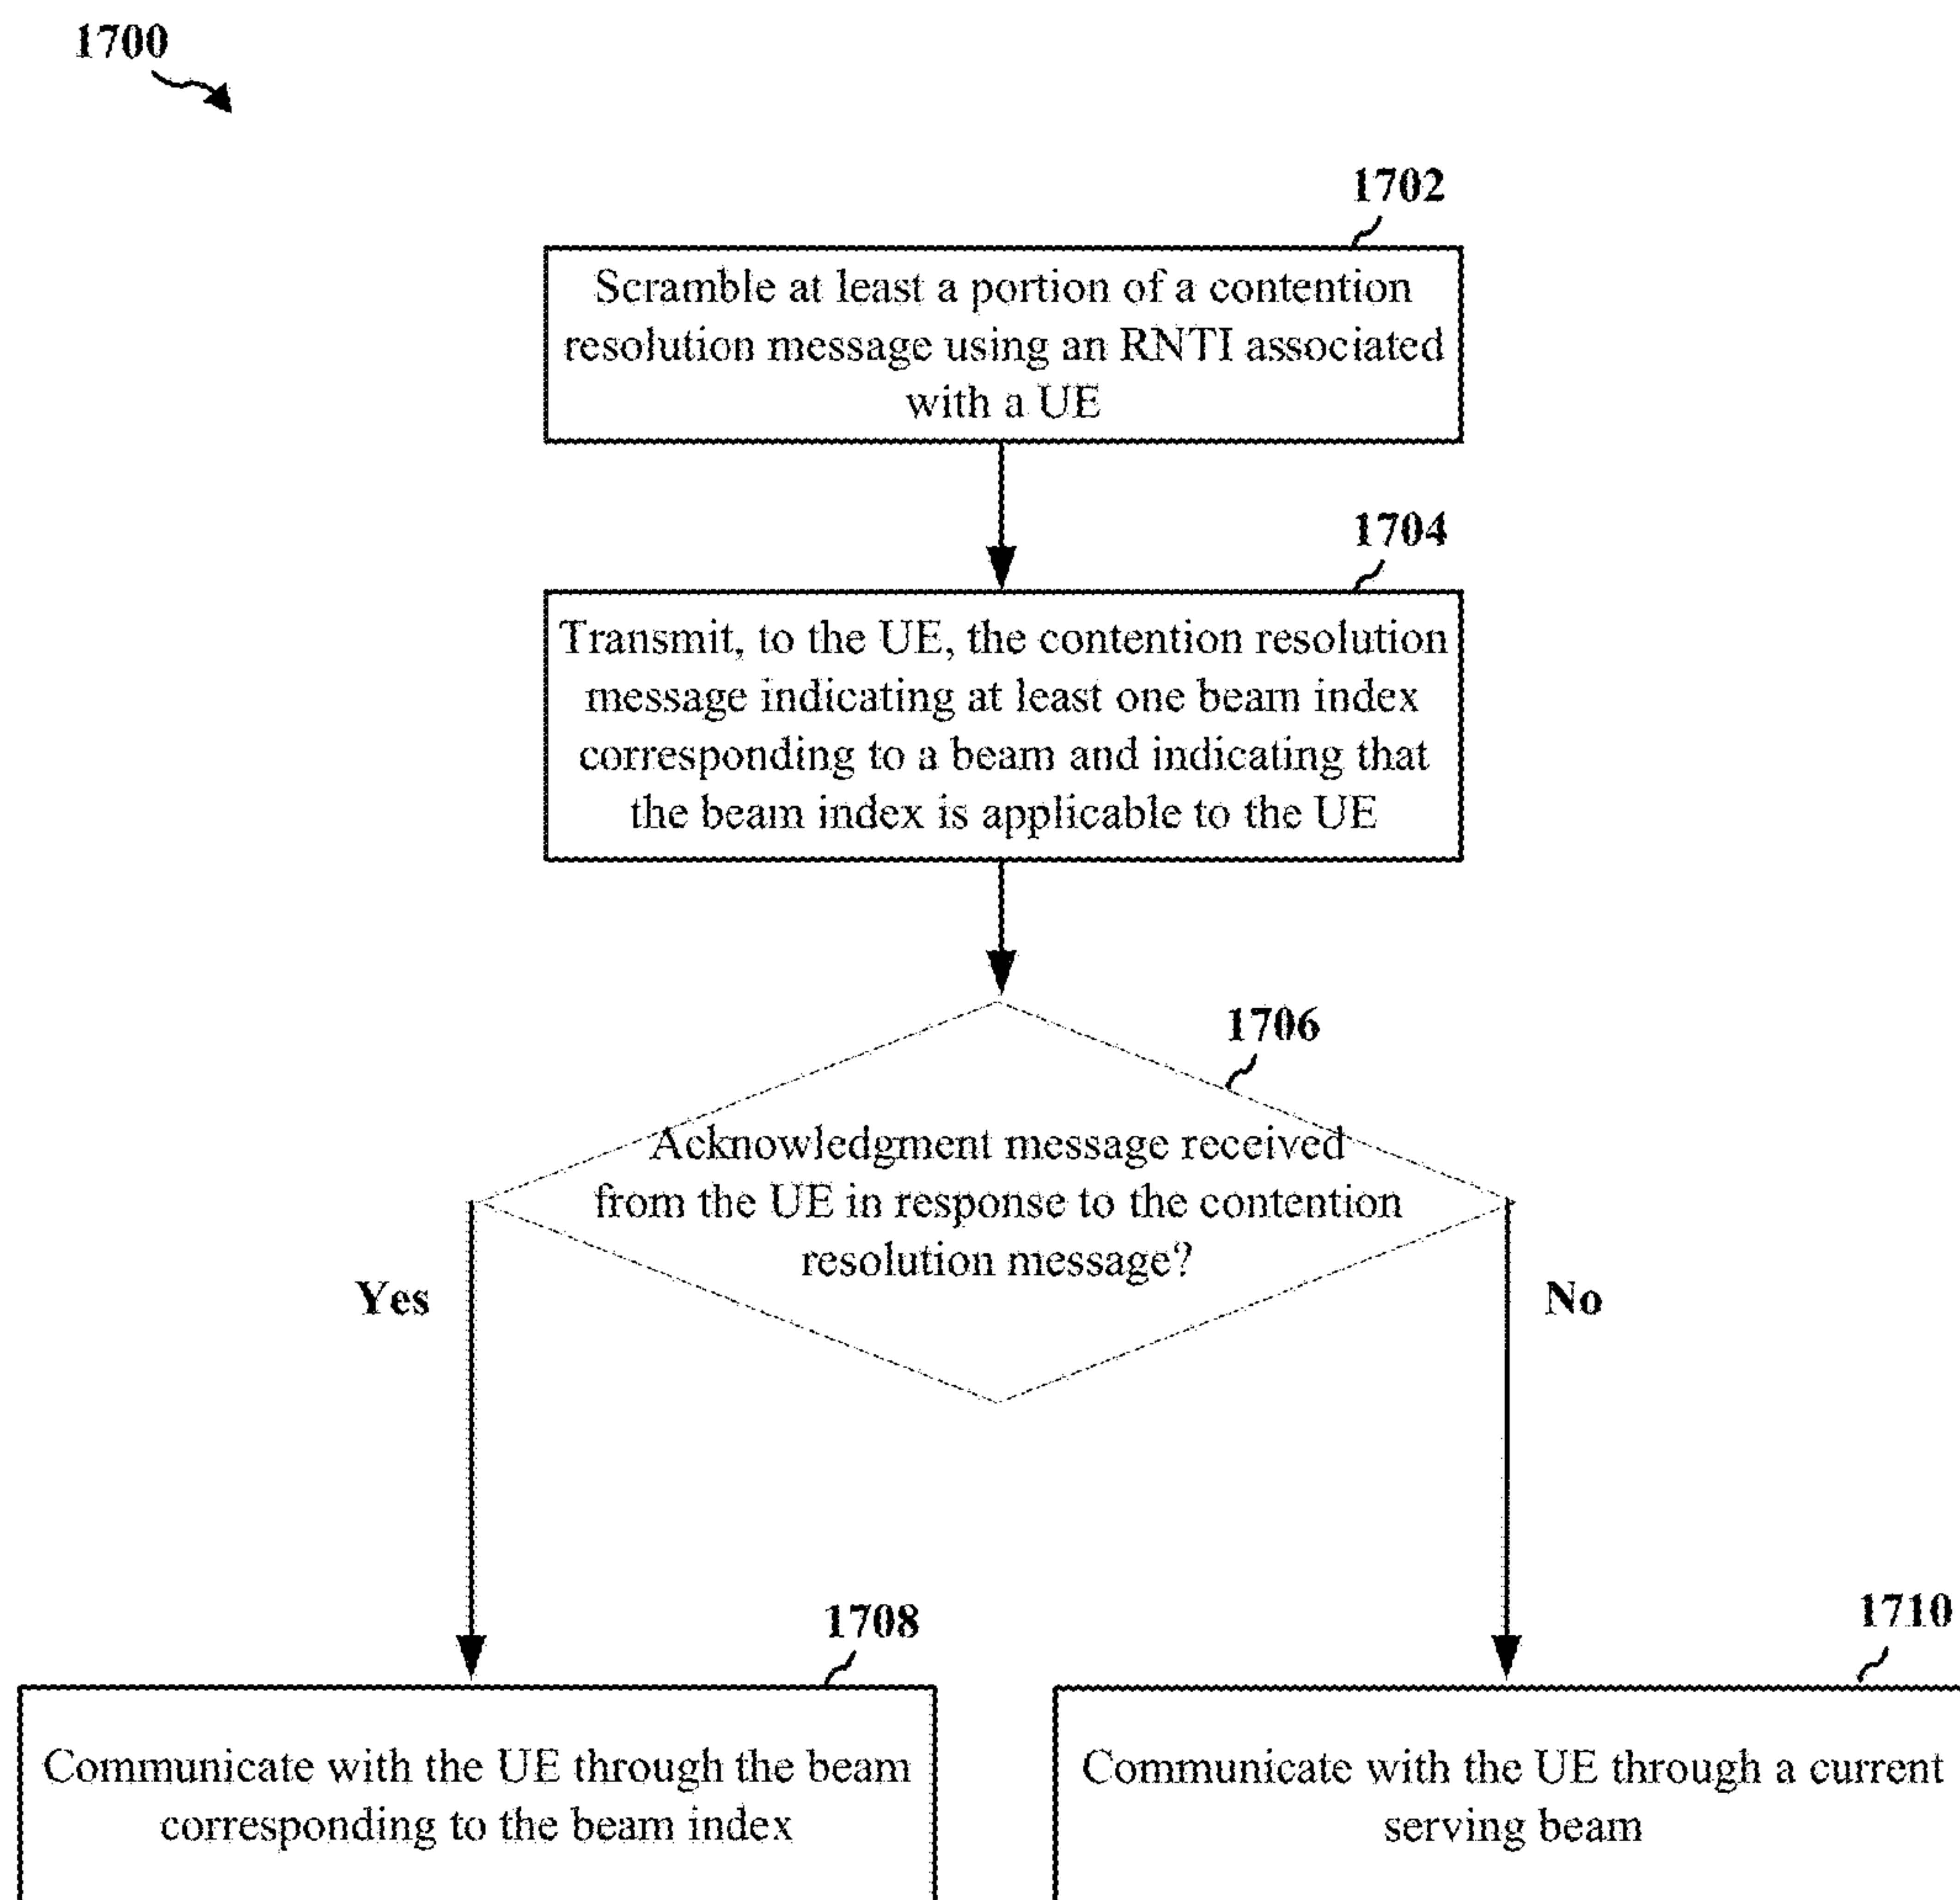 1700
1702
Scramble at least a portion of a contention
resolution message using an RNTI associated
with a UE
1704
Transmit, to the UE, the contention resolution
message indicating at least one beam index
corresponding to a beam and indicating that
the beam index is applicable to the UE
1706
Acknowledgment message received
from the UE in response to the contention
resolution message?
Yes
No
1708
Communicate with the UE through the beam
corresponding to the beam index
1710
Communicate with the UE through a current
serving beam